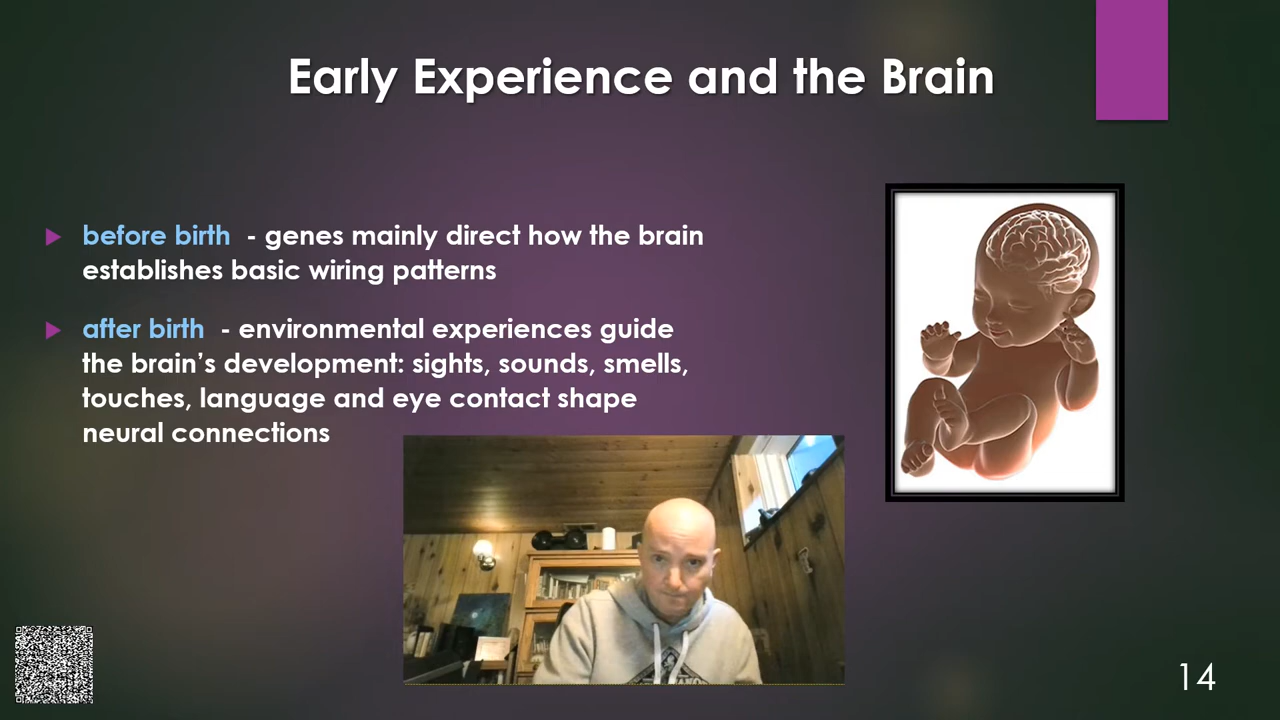 Early Experience and the Brain
before birth - genes mainly direct how the brain
establishes basic wiring patterns
after birth - environmental experiences guide
the brain’s development: sights, sounds, smells,
touches, language and eye contact shape
neural connections
14